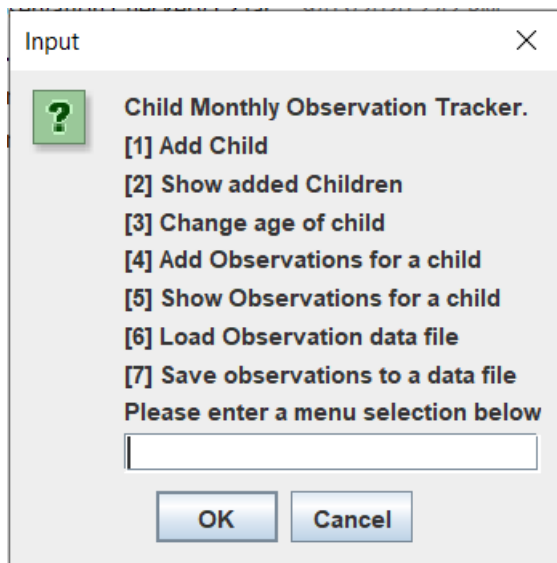 Input
Child Monthly Observation Tracker.
[1] Add Child
[2] Show added Children
[3] Change age of child
[4] Add Observations for a child
[5] Show Observations for a child
[6] Load Observation data file
[7] Save observations to a data file
Please enter a menu selection below
OK
Cancel